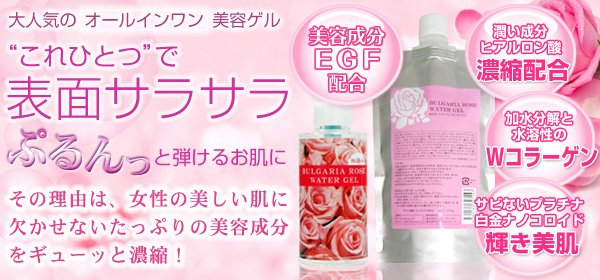 大人気の オールインワン 美容ゲル
“これひとつ”で
表面サラサラ
ぷるんっと弾けるお肌に
その理由は、女性の美しい肌に
欠かせないたっぷりの美容成分
をギューッと濃縮！
美容成分
EGF
配合
潤い成分
ヒアルロン酸
濃縮配合
加水分解と
水溶性の
Wコラーゲン
サビないプラチナ
白金ナノコロイド
輝き美肌
BULGARIA ROSE
WATER GEL
BULGARIA ROSE
WATER GEL